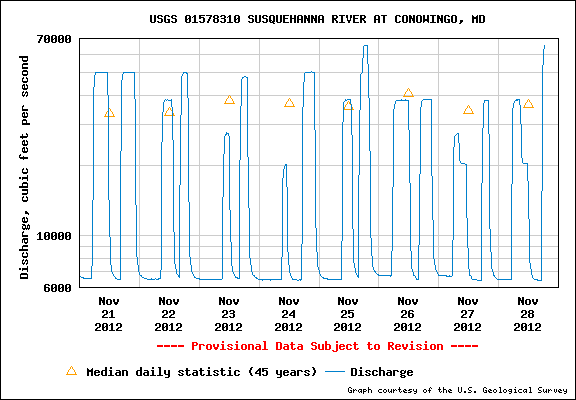 USGS 01578310 SUSQUEHANNA RIVER AT CONOWINGO, MD
Discharge, cubic feet per second
70000
10000
6000
Nov Nov Nov Nov Nov Nov Nov Nov
21 22 23 24 25 26 27 28
2012 2012 2012 2012 2012 2012 2012 2012
---- Provisional Data Subject to Revision ----
Median daily statistic (45 years) Discharge
Graph courtesy of the U.S. Geological Survey